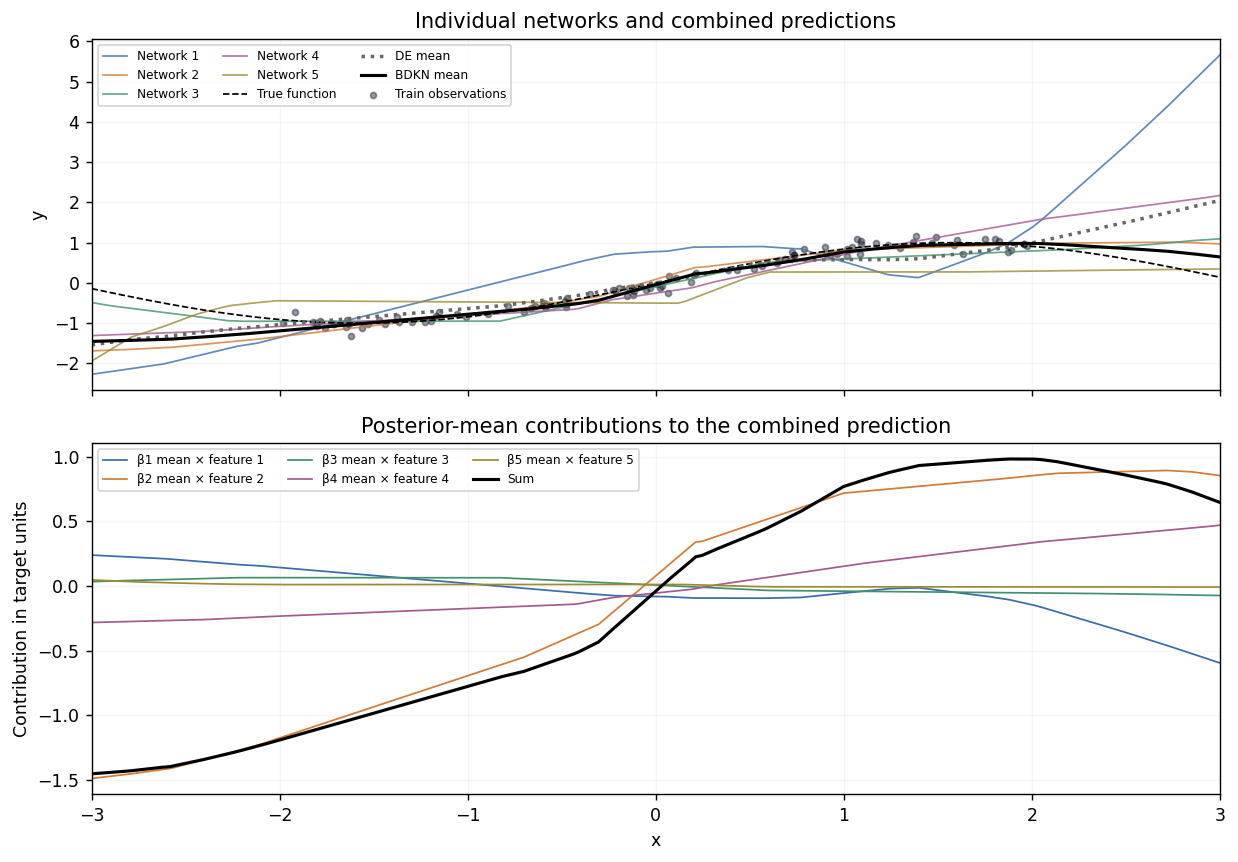 Individual networks and combined predictions
6
5
4
3
2
1
0
−1
−2
y
Network 1
Network 2
Network 3
Network 4
Network 5
True function
DE mean
BDKN mean
Train observations
Posterior-mean contributions to the combined prediction
1.0
0.5
0.0
−0.5
−1.0
−1.5
Contribution in target units
β1 mean × feature 1
β2 mean × feature 2
β3 mean × feature 3
β4 mean × feature 4
β5 mean × feature 5
Sum
−3
−2
−1
0
1
2
3
x